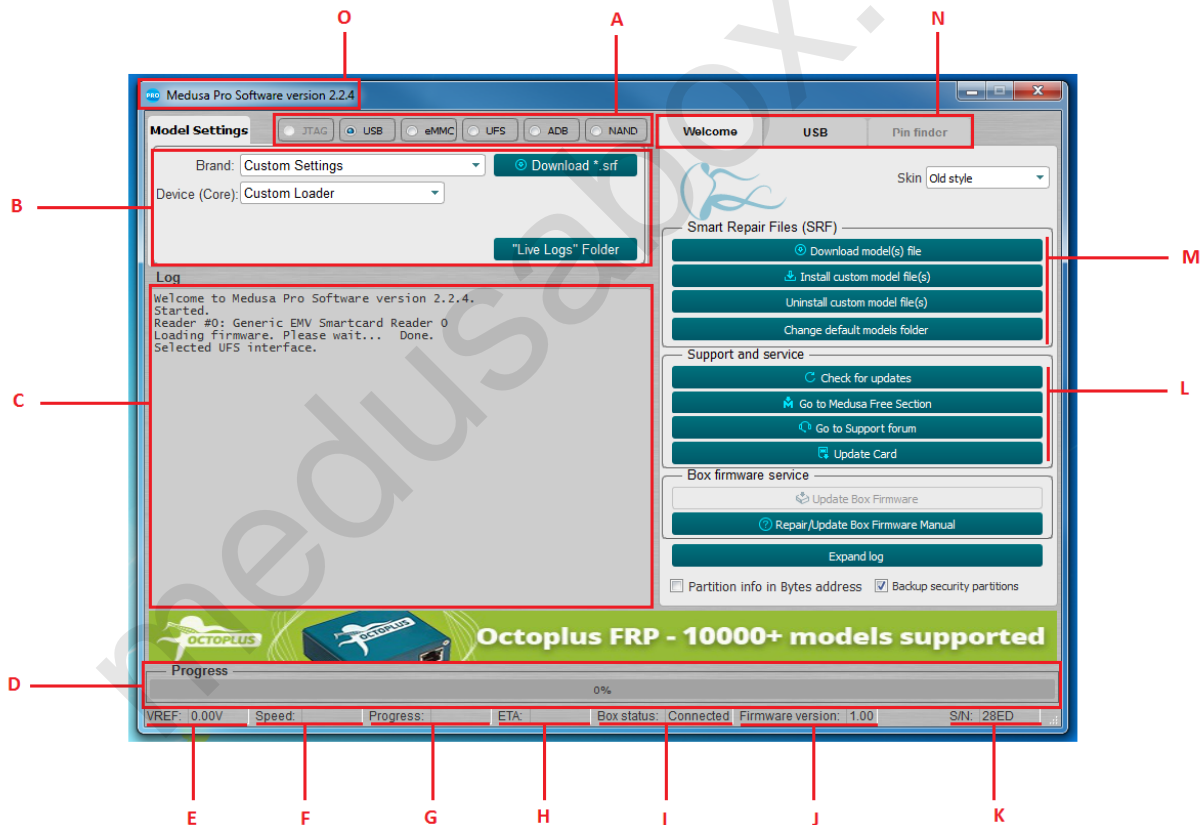 O A N
PRO Medusa Pro Software version 2.2.4
Model Settings JTAG USB eMMC UFS ADB NAND Welcome USB Pin findor
Brand: Custom Settings Download *.srf
Skin Old style
Device (Core): Custom Loader
B
"Live Logs" Folder
Smart Repair Files (SRF)
Download model(s) file
M
Install custom model file(s)
Uninstall custom model file(s)
Change default models folder
Log
Welcome to Medusa Pro Software version 2.2.4.
Started.
Reader #0: Generic EMV Smartcard Reader 0
Loading firmware. Please wait... Done.
Selected UFS interface.
C
Support and service
Check for updates
L
Go to Medusa Free Section
Go to Support forum
Update Card
Box firmware service
Update Box Firmware
Repair/Update Box Firmware Manual
Expand log
Partition info in Bytes address Backup security partitions
OCTOPLUS OCTOPLUS Octoplus FRP - 10000+ models supported
D
Progress
0%
VREF: 0.00V Speed: Progress: ETA: Box status: Connected Firmware version: 1.00 S/N: 28ED
E F G H I J K
medusabox.